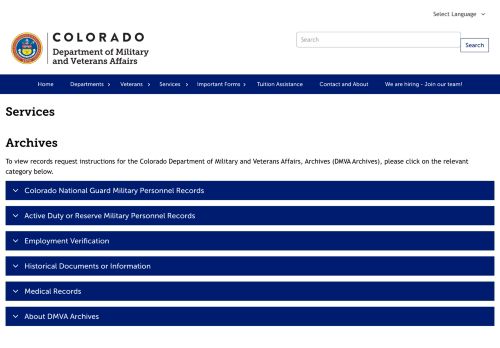 Select Language
COLORADO
Department of Military
and Veterans Affairs
Search
Search
Home Departments Veterans Services Important Forms Tuition Assistance Contact and About We are hiring - Join our team!
Services
Archives
To view records request instructions for the Colorado Department of Military and Veterans Affairs, Archives (DMVA Archives), please click on the relevant
category below.
Colorado National Guard Military Personnel Records
Active Duty or Reserve Military Personnel Records
Employment Verification
Historical Documents or Information
Medical Records
About DMVA Archives